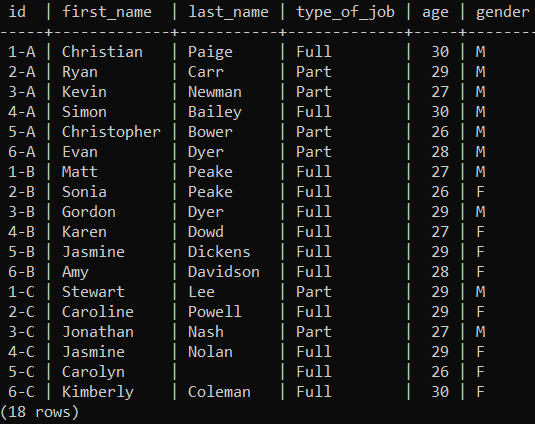 id | first_name | last_name | type_of_job | age | gender
-----+-------------+-----------+-------------+-----+--------
1-A | Christian | Paige | Full | 30 | M
2-A | Ryan | Carr | Part | 29 | M
3-A | Kevin | Newman | Part | 27 | M
4-A | Simon | Bailey | Full | 30 | M
5-A | Christopher | Bower | Part | 26 | M
6-A | Evan | Dyer | Part | 28 | M
1-B | Matt | Peake | Full | 27 | M
2-B | Sonia | Peake | Full | 26 | F
3-B | Gordon | Dyer | Full | 29 | M
4-B | Karen | Dowd | Full | 27 | F
5-B | Jasmine | Dickens | Full | 29 | F
6-B | Amy | Davidson | Full | 28 | F
1-C | Stewart | Lee | Part | 29 | M
2-C | Caroline | Powell | Full | 29 | F
3-C | Jonathan | Nash | Part | 27 | M
4-C | Jasmine | Nolan | Full | 29 | F
5-C | Carolyn | | Full | 26 | F
6-C | Kimberly | Coleman | Full | 30 | F
(18 rows)